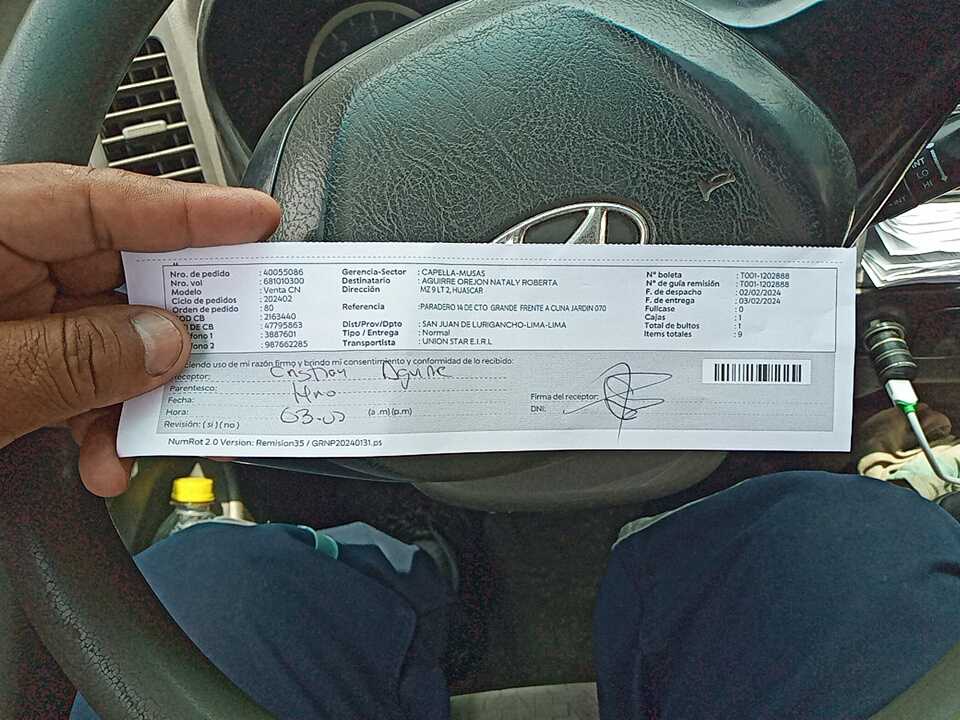 Nro. de pedido : 40055086
Nro. vol : 681010300
Modelo : Venta CN
Ciclo de pedidos : 202402
Orden de pedido : 80
COD CB : 2163440
DE CB : 47795863
1 : 3887601
2 : 987662285
Gerencia-Sector : CAPELLA-MUSAS
Destinatario : AGUIRRE OREJON NATALY ROBERTA
Dirección MZ 9 LT 2, HUASCAR
Referencia :PARADERO 14 DE CTO GRANDE FRENTE A CUNA JARDIN 070
Dist/Prov/Dpto : SAN JUAN DE LURIGANCHO-LIMA-LIMA
Tipo / Entrega : Normal
Transportista : UNION STAR E.I.R.L
N° boleta : T001-1202888
N° de guía remisión : T001-1202888
F. de despacho : 02/02/2024
F. de entrega : 03/02/2024
Fullcase : 0
Cajas : 1
Total de bultos : 1
Items totales : 9
ciendo uso de mi razón firmo y brindo mi consentimiento y conformidad de lo recibido:
Receptor: Cristian Aguirre
Parentesco: Hno
Fecha:
Hora: (a .m) (p.m)
Revisión: ( si ) ( no )
Firma del receptor:
DNI:
NumRot 2.0 Version: Remision35 / GRNP20240131.ps
LO
HI